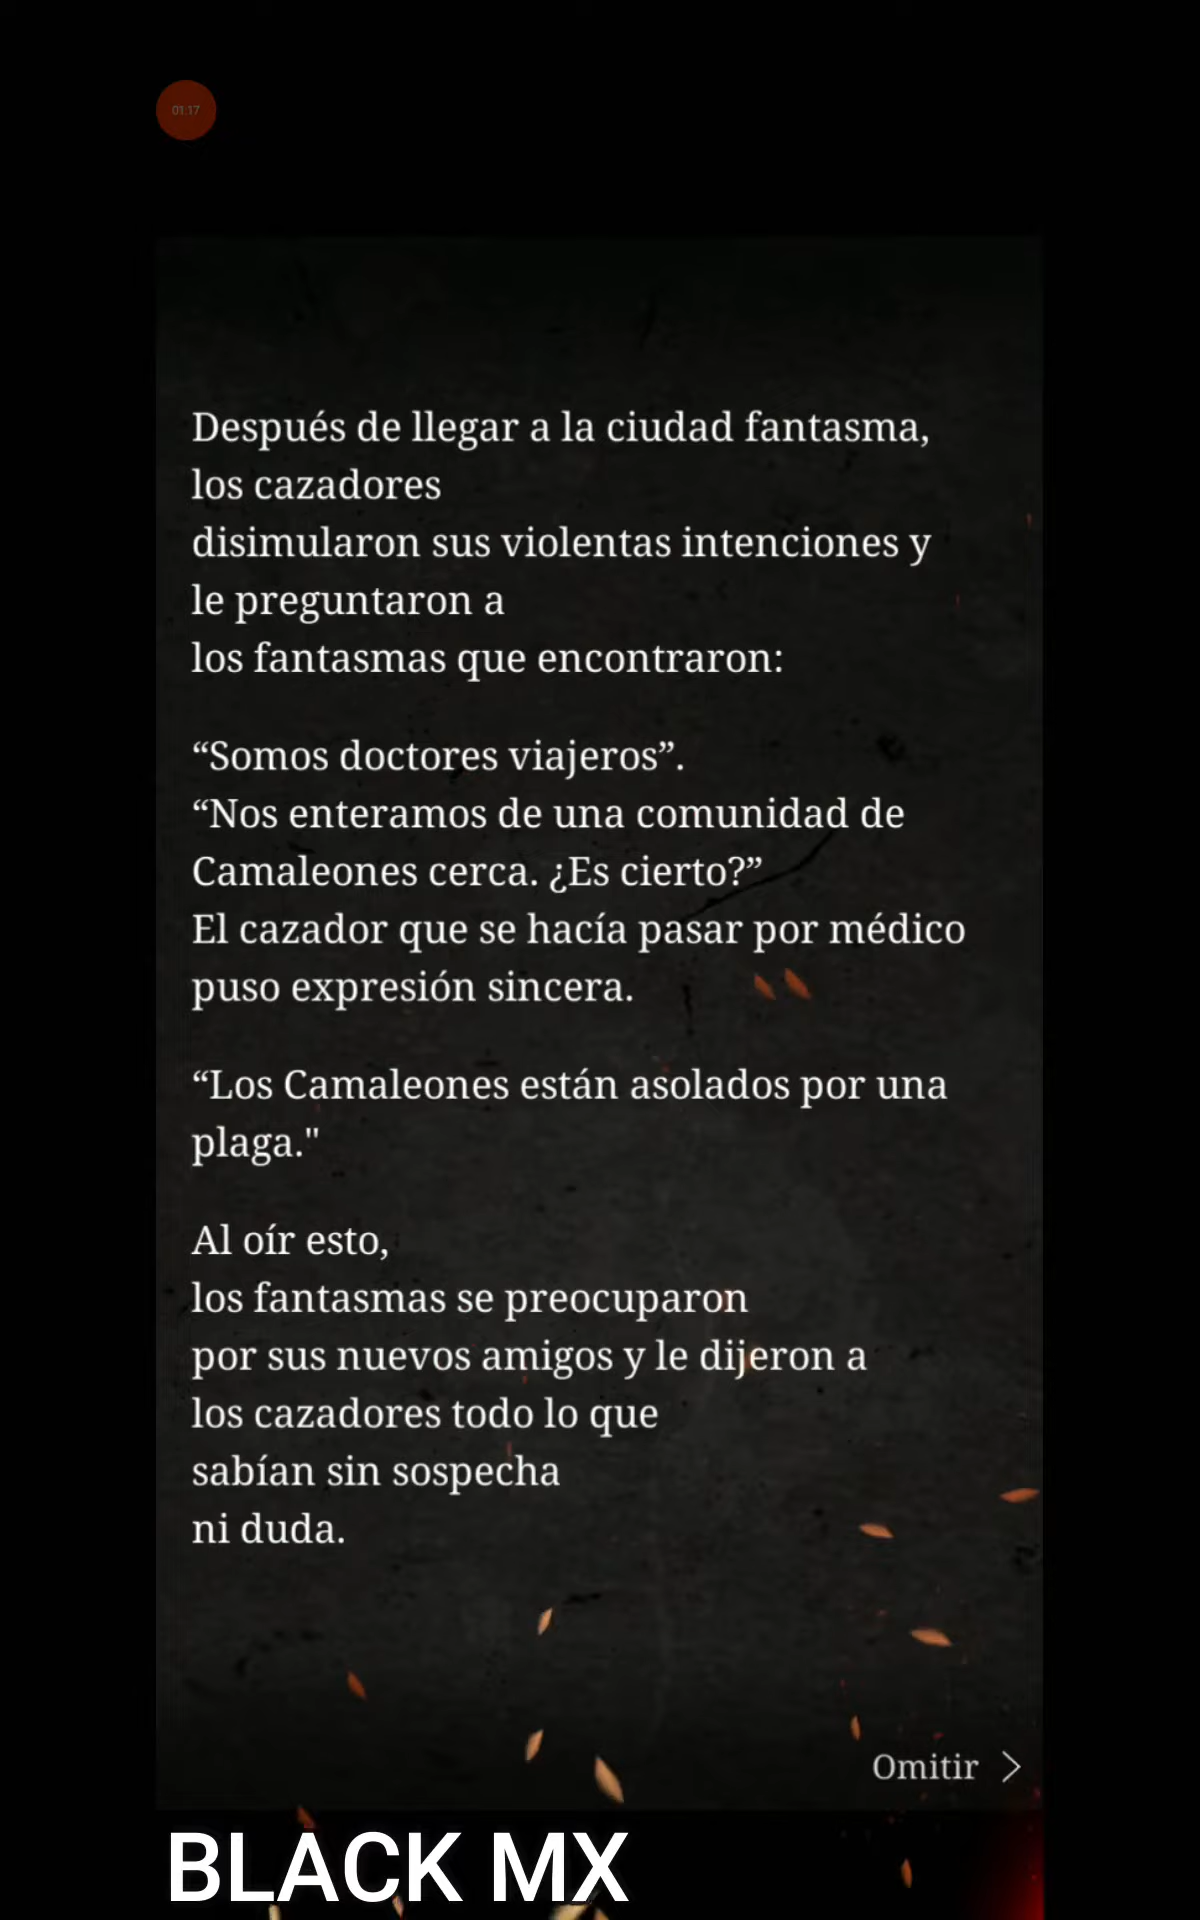 01:17
Después de llegar a la ciudad fantasma,
los cazadores
disimularon sus violentas intenciones y
le preguntaron a
los fantasmas que encontraron:
“Somos doctores viajeros”.
“Nos enteramos de una comunidad de
Camaleones cerca. ¿Es cierto?”
El cazador que se hacía pasar por médico
puso expresión sincera.
“Los Camaleones están asolados por una
plaga."
Al oír esto,
los fantasmas se preocuparon
por sus nuevos amigos y le dijeron a
los cazadores todo lo que
sabían sin sospecha
ni duda.
Omitir
BLACK MX